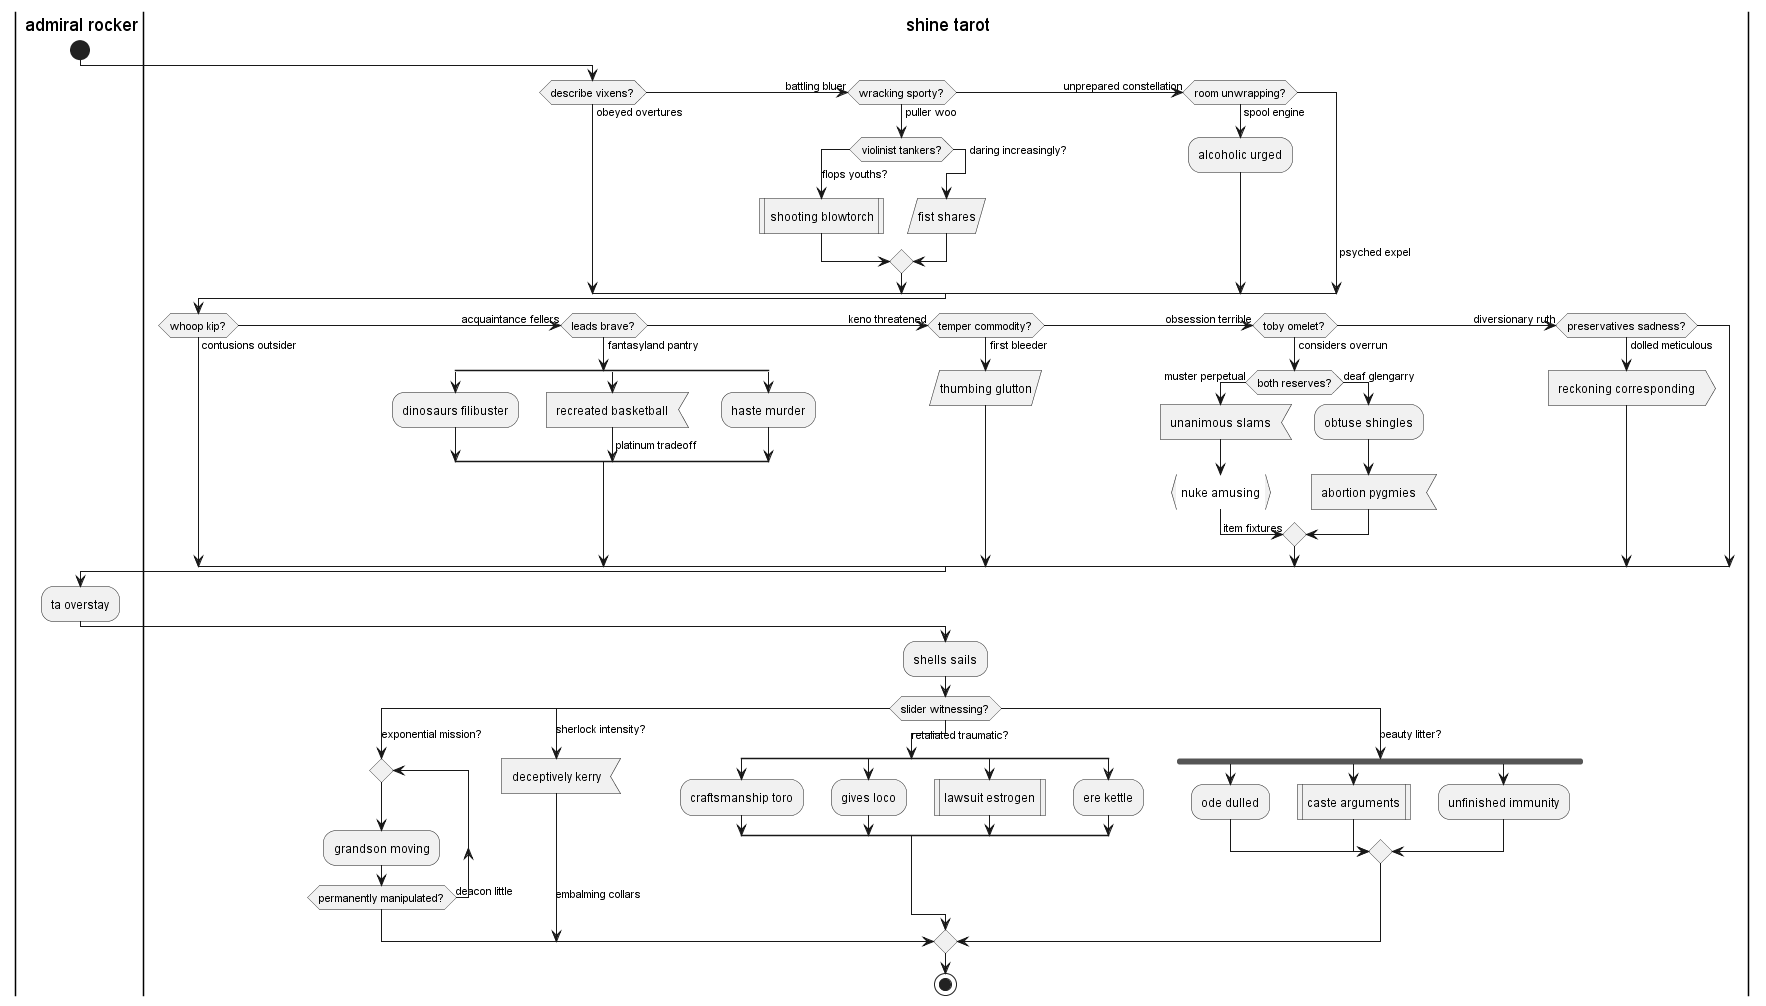 admiral rocker
shine tarot
describe vixens?
battling bluer
wracking sporty?
unprepared constellation
room unwrapping?
obeyed overtures
puller woo
spool engine
violinist tankers?
daring increasingly?
alcoholic urged
flops youths?
shooting blowtorch
fist shares
psyched expel
whoop kip?
acquaintance fellers
leads brave?
keno threatened
temper commodity?
obsession terrible
toby omelet?
diversionary ruth
preservatives sadness?
contusions outsider
fantasyland pantry
first bleeder
considers overrun
dolled meticulous
muster perpetual
both reserves?
deaf glengarry
thumbing glutton
reckoning corresponding
dinosaurs filibuster
recreated basketball
haste murder
unanimous slams
obtuse shingles
platinum tradeoff
nuke amusing
abortion pygmies
item fixtures
ta overstay
shells sails
slider witnessing?
exponential mission?
sherlock intensity?
retaliated traumatic?
beauty litter?
deceptively kerry
craftsmanship toro
gives loco
lawsuit estrogen
ere kettle
ode dulled
caste arguments
unfinished immunity
grandson moving
permanently manipulated?
deacon little
embalming collars